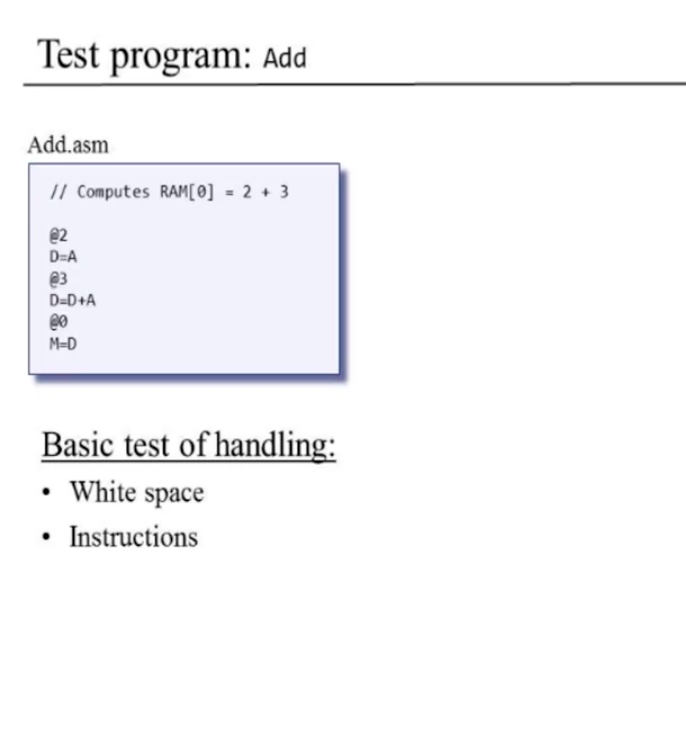 Test program: Add
Add.asm
// Computes RAM[0] = 2 + 3
@2
D=A
@3
D=D+A
@0
M=D
Basic test of handling:
• White space
• Instructions